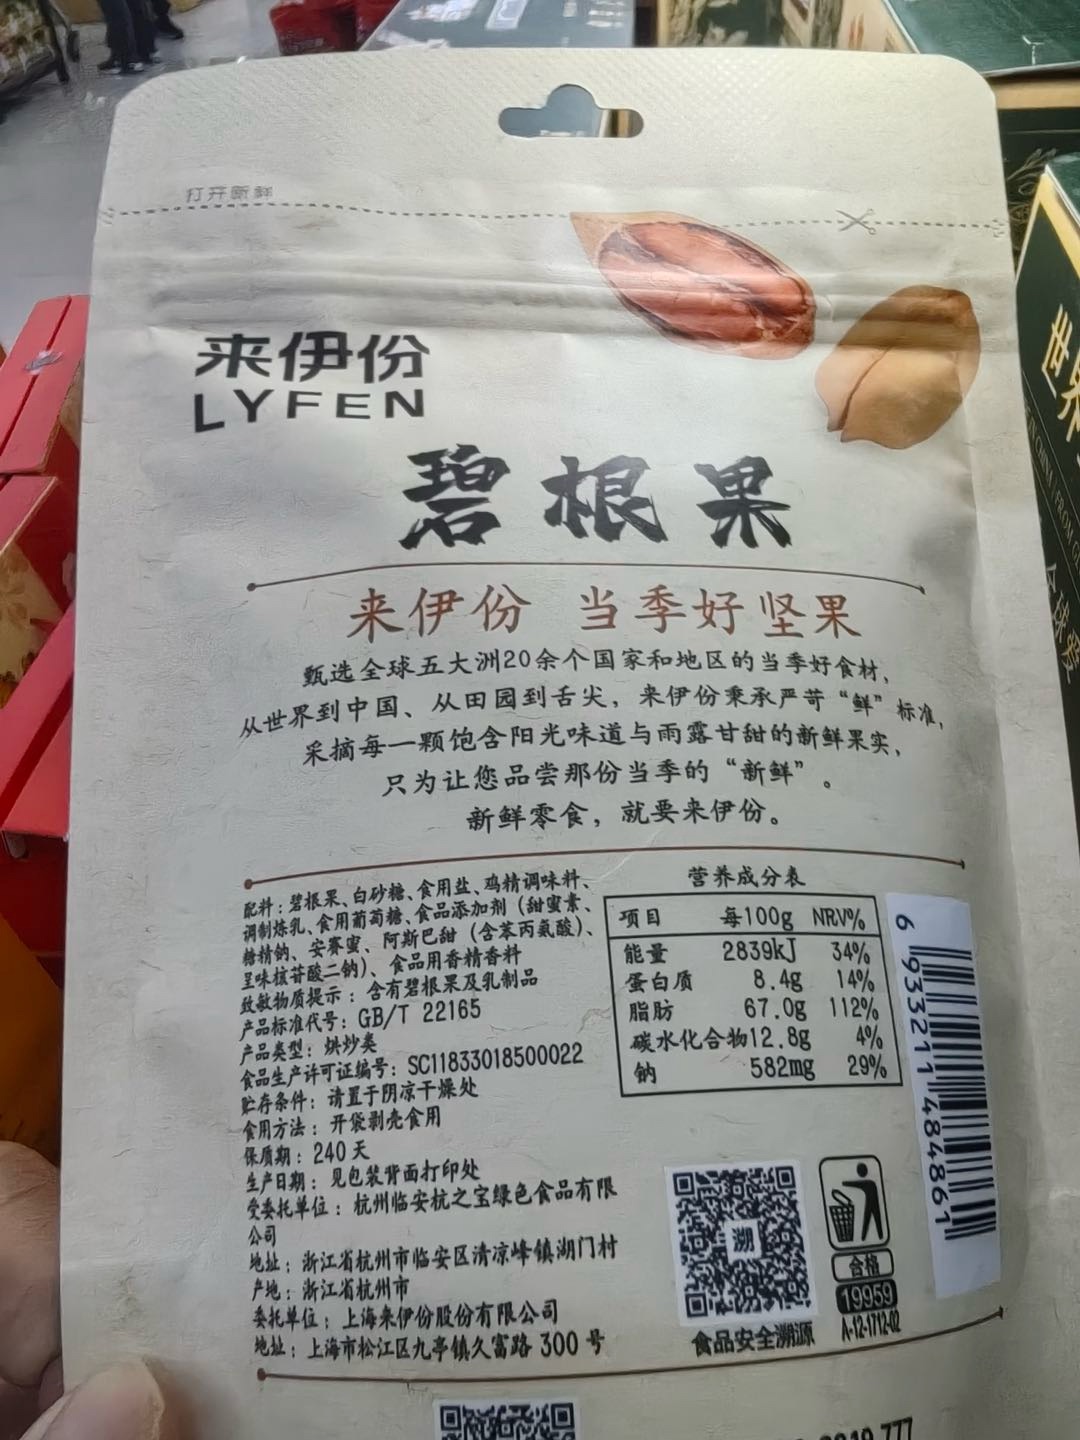 打开新鲜
来伊份
LYFEN
碧根果
来伊份 当季好坚果
甄选全球五大洲20余个国家和地区的当季好食材，
从世界到中国、从田园到舌尖，来伊份秉承严苛“鲜”标准，
采摘每一颗饱含阳光味道与雨露甘甜的新鲜果实，
只为让您品尝那份当季的“新鲜”。
新鲜零食，就要来伊份。
配料：碧根果、白砂糖、食用盐、鸡精调味料、
调制炼乳、食用葡萄糖、食品添加剂（甜蜜素、
糖精钠、安赛蜜、阿斯巴甜（含苯丙氨酸）、
呈味核苷酸二钠）、食品用香精香料
致敏物质提示：含有碧根果及乳制品
产品标准代号：GB/T 22165
产品类型：烘炒类
食品生产许可证编号：SC11833018500022
贮存条件：请置于阴凉干燥处
食用方法：开袋剥壳食用
保质期：240天
生产日期：见包装背面打印处
受委托单位：杭州临安杭之宝绿色食品有限
公司
地址：浙江省杭州市临安区清凉峰镇湖门村
产地：浙江省杭州市
委托单位：上海来伊份股份有限公司
地址：上海市松江区九亭镇久富路300号
营养成分表
项目 每100g NRV%
能量 2839kJ 34%
蛋白质 8.4g 14%
脂肪 67.0g 112%
碳水化合物 12.8g 4%
钠 582mg 29%
6 933211 484861
溯
食品安全溯源
合格
19959
A-12-1712-02
世界
全球